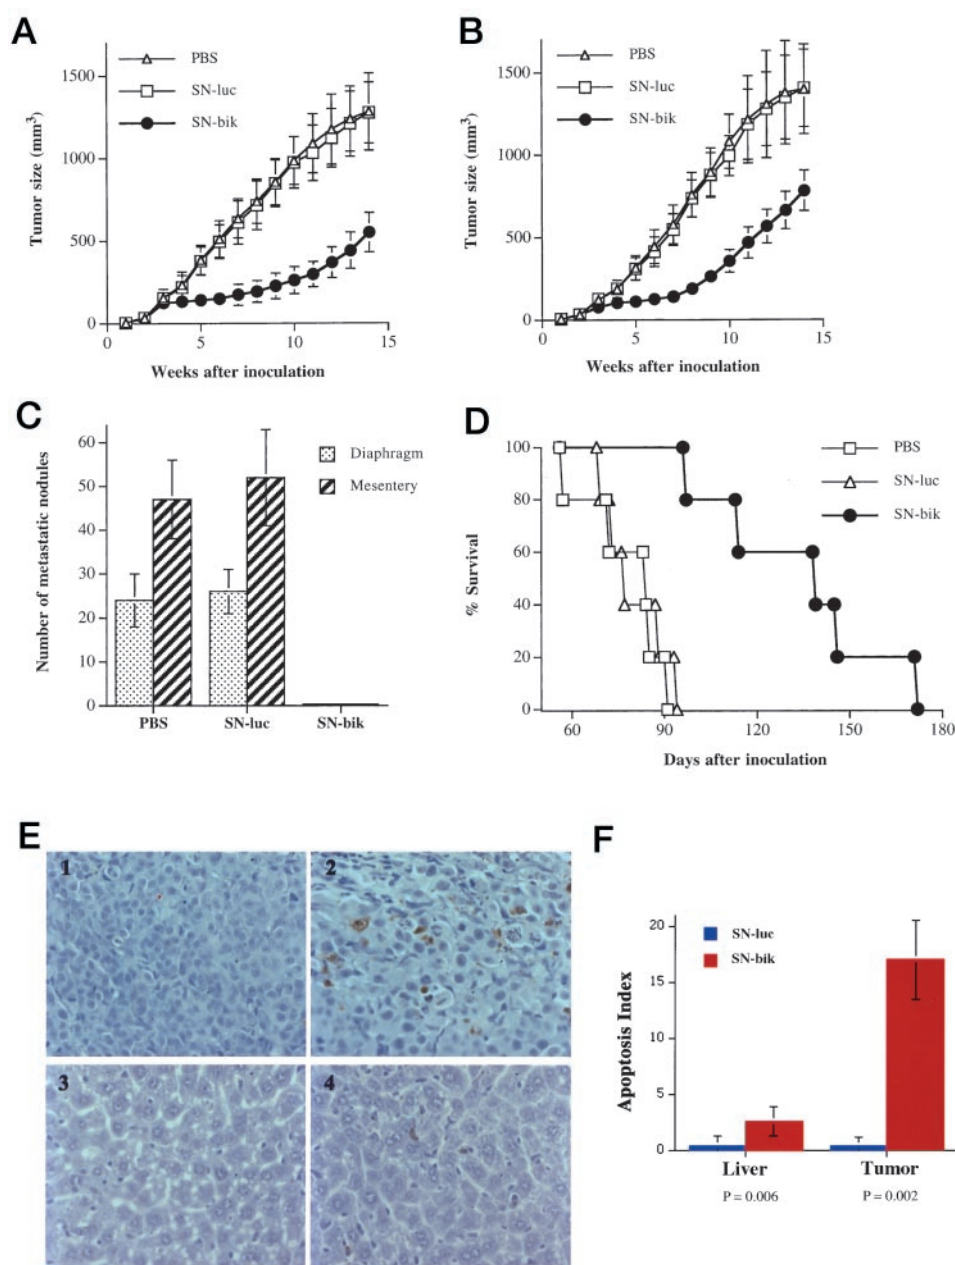 A
PBS
SN-luc
SN-bik
Tumor size (mm³)
1500
1000
500
0
0
5
10
15
Weeks after inoculation
B
PBS
SN-luc
SN-bik
Tumor size (mm³)
1500
1000
500
0
0
5
10
15
Weeks after inoculation
C
Number of metastatic nodules
60
50
40
30
20
10
0
Diaphragm
Mesentery
PBS
SN-luc
SN-bik
D
PBS
SN-luc
SN-bik
% Survival
100
80
60
40
20
0
60
90
120
150
180
Days after inoculation
E
1
2
3
4
F
Apoptosis Index
20
15
10
5
0
SN-luc
SN-bik
Liver
Tumor
P = 0.006
P = 0.002